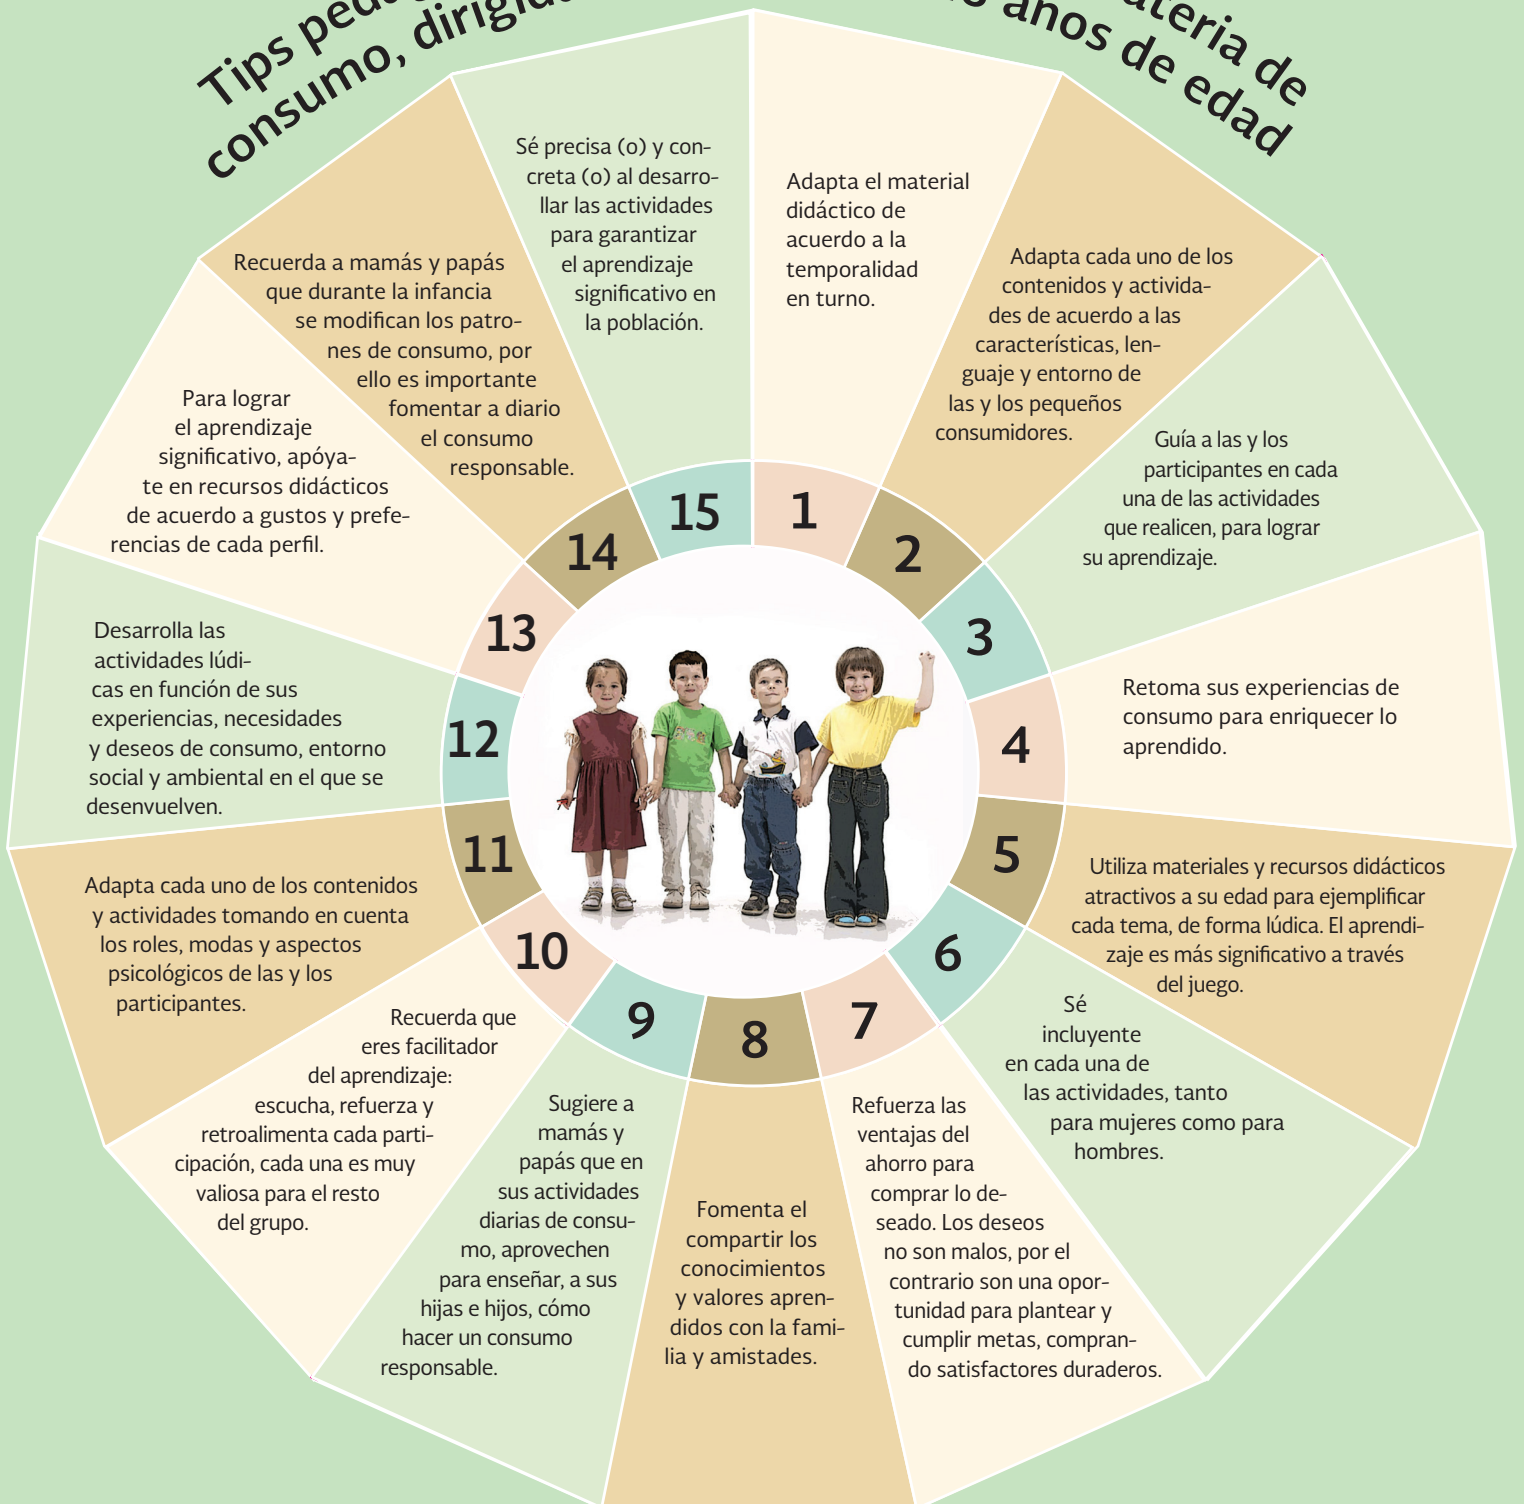 Tips
consumo,
materia de
años de edad
Adapta el material
didáctico de
acuerdo a la
temporalidad
en turno.
1
Adapta cada uno de los
contenidos y activida-
des de acuerdo a las
características, len-
guaje y entorno de
las y los pequeños
consumidores.
2
Guía a las y los
participantes en cada
una de las actividades
que realicen, para lograr
su aprendizaje.
3
Retoma sus experiencias de
consumo para enriquecer lo
aprendido.
4
Utiliza materiales y recursos didácticos
atractivos a su edad para ejemplificar
cada tema, de forma lúdica. El aprendi-
zaje es más significativo a través
del juego.
5
Sé
incluyente
en cada una de
las actividades, tanto
para mujeres como para
hombres.
6
Refuerza las
ventajas del
ahorro para
comprar lo de-
seado. Los deseos
no son malos, por el
contrario son una opor-
tunidad para plantear y
cumplir metas, compran-
do satisfactores duraderos.
7
Fomenta el
compartir los
conocimientos
y valores apren-
didos con la fami-
lia y amistades.
8
Sugiere a
mamás y
papás que en
sus actividades
diarias de consu-
mo, aprovechen
para enseñar, a sus
hijas e hijos, cómo
hacer un consumo
responsable.
9
Recuerda que
eres facilitador
del aprendizaje:
escucha, refuerza y
retroalimenta cada parti-
cipación, cada una es muy
valiosa para el resto
del grupo.
10
Adapta cada uno de los contenidos
y actividades tomando en cuenta
los roles, modas y aspectos
psicológicos de las y los
participantes.
11
Desarrolla las
actividades lúdi-
cas en función de sus
experiencias, necesidades
y deseos de consumo, entorno
social y ambiental en el que se
desenvuelven.
12
Para lograr
el aprendizaje
significativo, apóya-
te en recursos didácticos
de acuerdo a gustos y prefe-
rencias de cada perfil.
13
Recuerda a mamás y papás
que durante la infancia
se modifican los patro-
nes de consumo, por
ello es importante
fomentar a diario
el consumo
responsable.
14
Sé precisa (o) y con-
creta (o) al desarro-
llar las actividades
para garantizar
el aprendizaje
significativo en
la población.
15